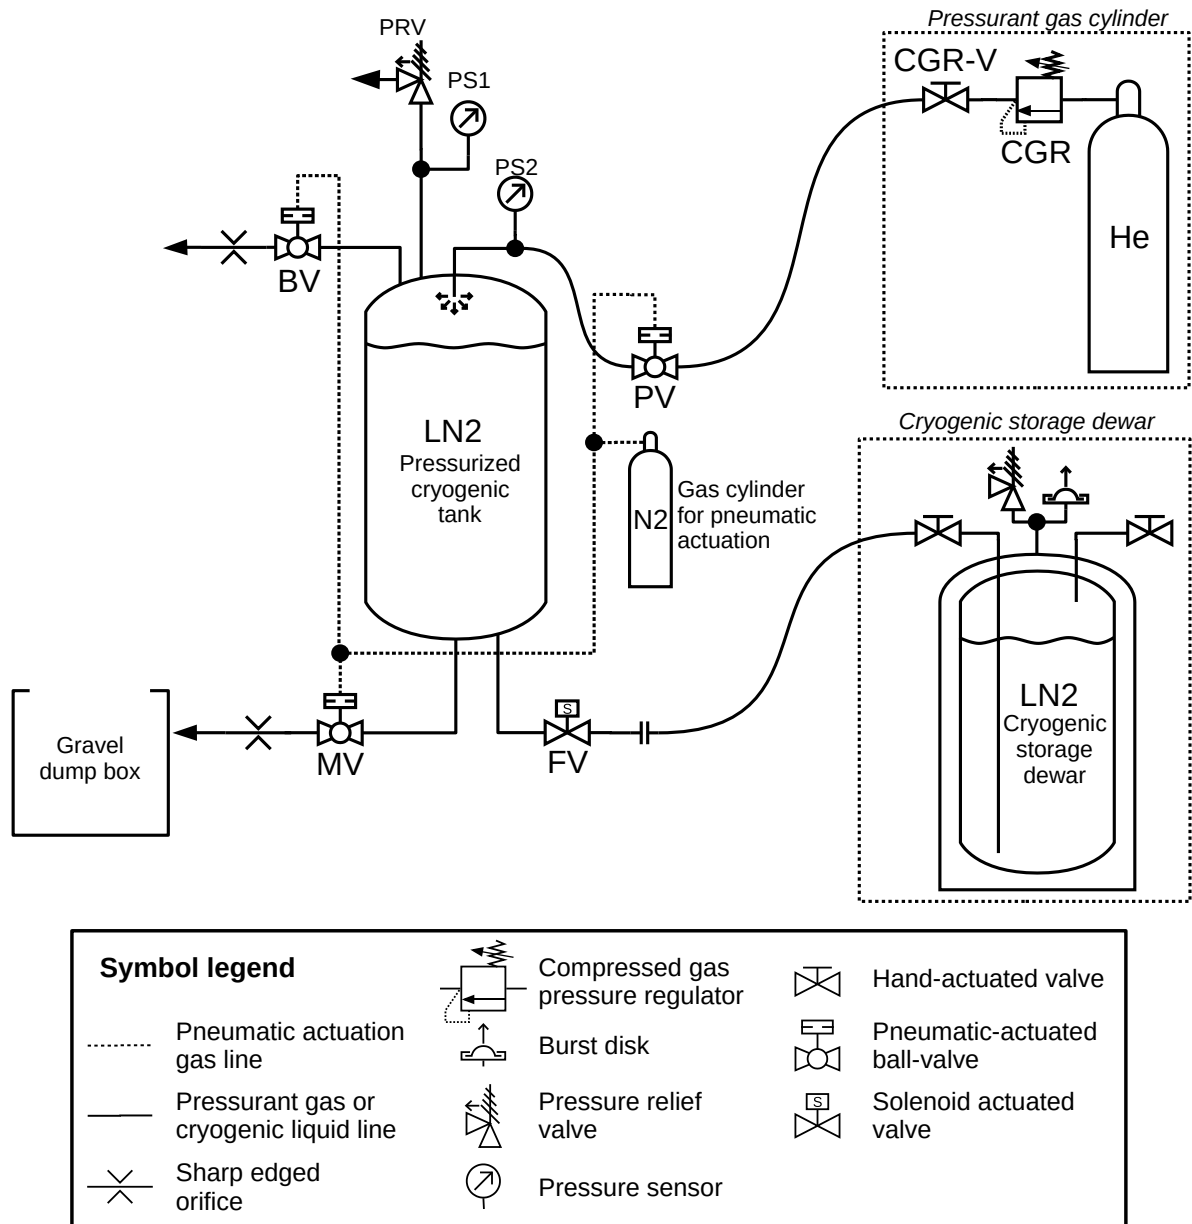 Pressurant gas cylinder
PRV
CGR-V
PS1
CGR
PS2
He
BV
PV
Cryogenic storage dewar
LN2
Pressurized
cryogenic
tank
Gas cylinder
for pneumatic
actuation
N2
LN2
Cryogenic
storage
dewar
S
Gravel
dump box
MV
FV
Symbol legend
Pneumatic actuation
gas line
Pressurant gas or
cryogenic liquid line
Sharp edged
orifice
Compressed gas
pressure regulator
Burst disk
Pressure relief
valve
Pressure sensor
Hand-actuated valve
Pneumatic-actuated
ball-valve
S
Solenoid actuated
valve